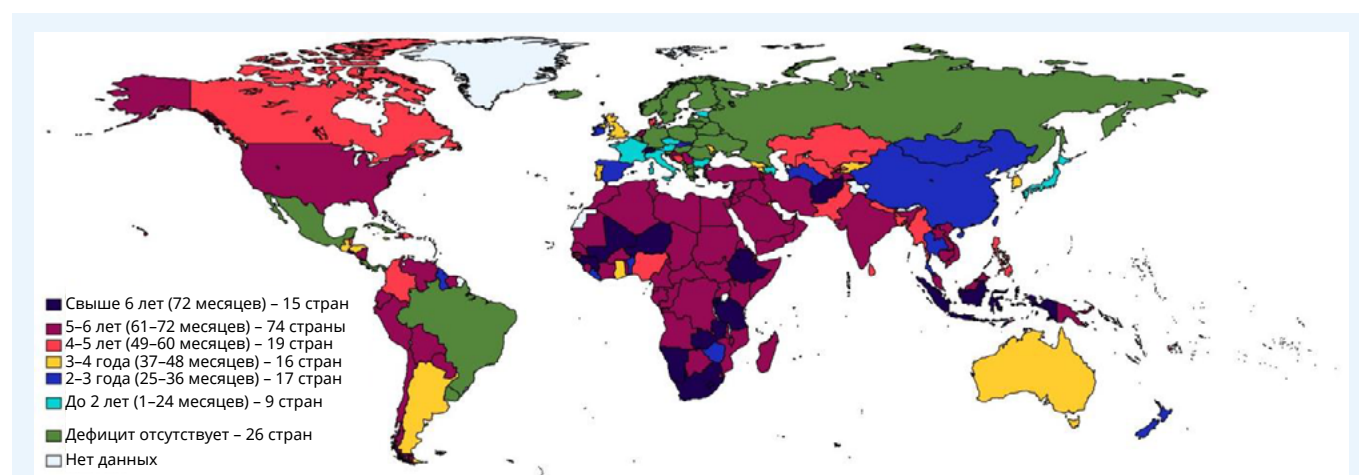 Свыше 6 лет (72 месяцев) – 15 стран
5–6 лет (61–72 месяцев) – 74 страны
4–5 лет (49–60 месяцев) – 19 стран
3–4 года (37–48 месяцев) – 16 стран
2–3 года (25–36 месяцев) – 17 стран
До 2 лет (1–24 месяцев) – 9 стран
Дефицит отсутствует – 26 стран
Нет данных